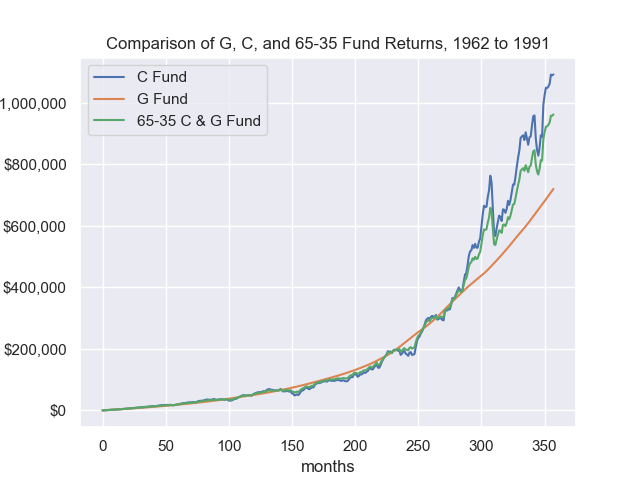 Comparison of G, C, and 65-35 Fund Returns, 1962 to 1991
C Fund
G Fund
65-35 C & G Fund
1,000,000
$800,000
$600,000
$400,000
$200,000
$0
0 50 100 150 200 250 300 350
months